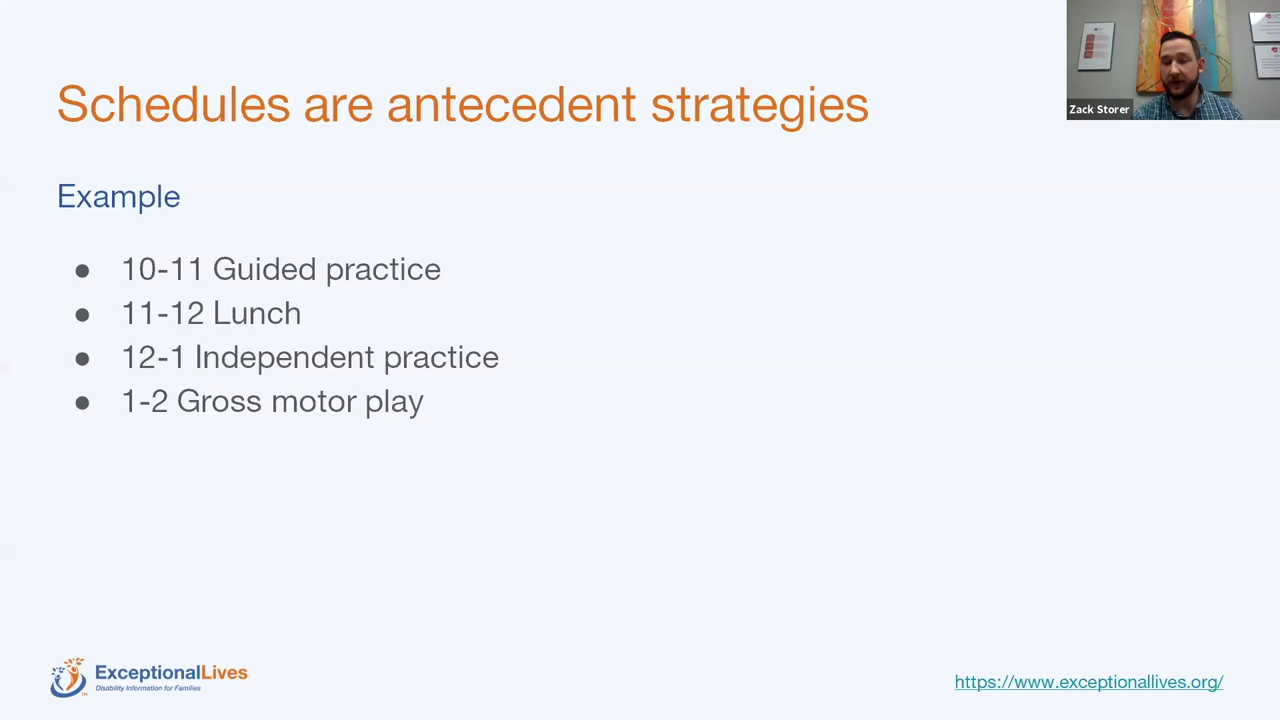 Schedules are antecedent strategies
Zack Storer
Example
● 10-11 Guided practice
● 11-12 Lunch
● 12-1 Independent practice
● 1-2 Gross motor play
ExceptionalLives
Disability Information for Families
TM
https://www.exceptionallives.org/